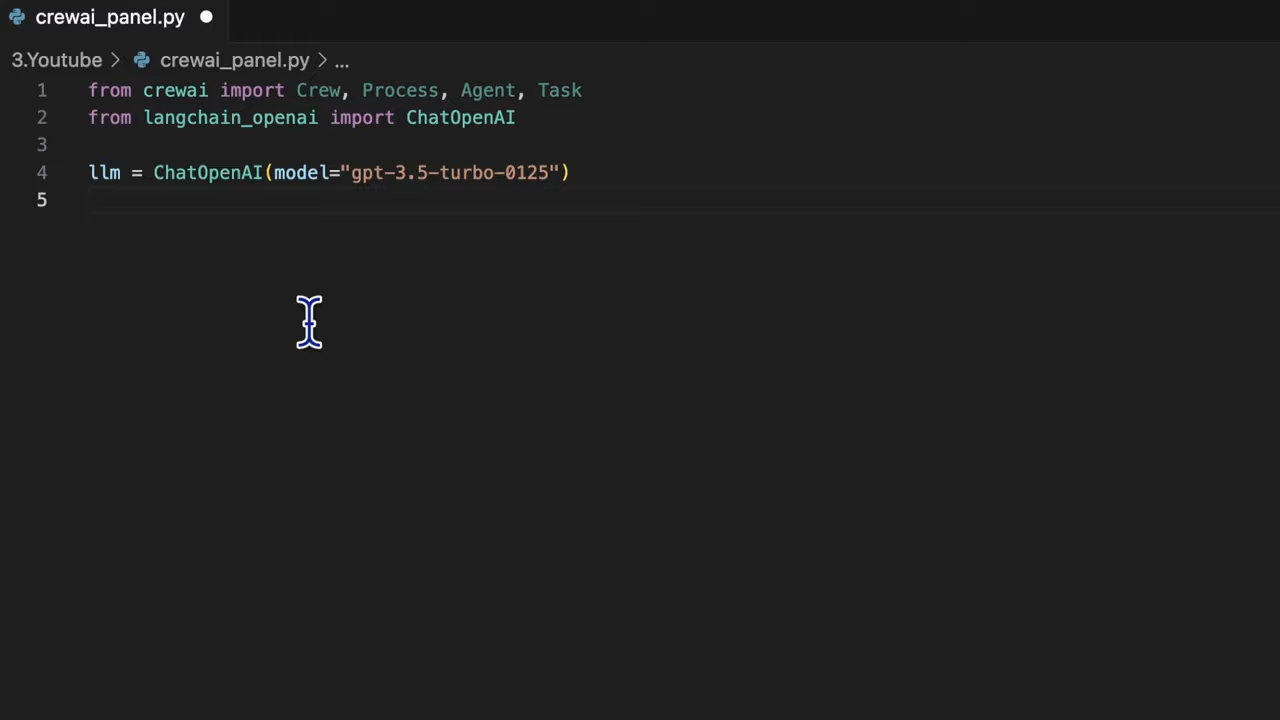 crewai_panel.py
3.Youtube > crewai_panel.py > ...
1 from crewai import Crew, Process, Agent, Task
2 from langchain_openai import ChatOpenAI
3
4 llm = ChatOpenAI(model="gpt-3.5-turbo-0125")
5